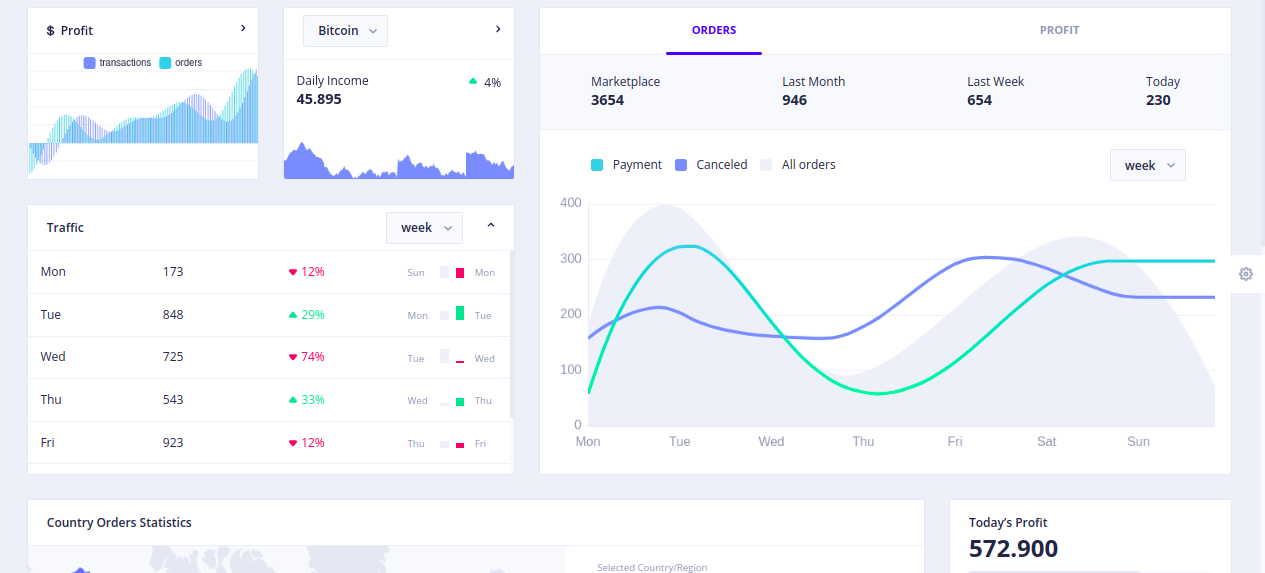 $ Profit
transactions orders
Bitcoin
Daily Income
45.895
4%
ORDERS PROFIT
Marketplace Last Month Last Week Today
3654 946 654 230
Payment Canceled All orders
week
400
300
200
100
0
Mon Tue Wed Thu Fri Sat Sun
Traffic
week
Mon 173 12% Sun Mon
Tue 848 29% Mon Tue
Wed 725 74% Tue Wed
Thu 543 33% Wed Thu
Fri 923 12% Thu Fri
Country Orders Statistics
Selected Country/Region
Today's Profit
572.900